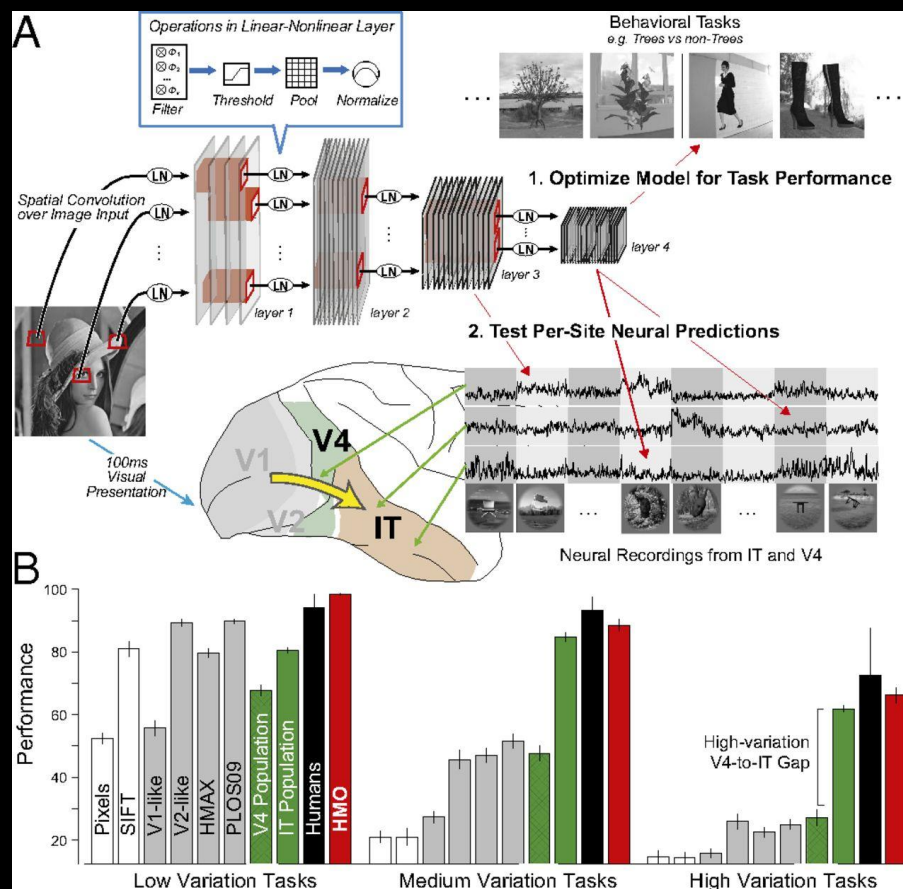 A
Operations in Linear-Nonlinear Layer
⊗ Φ1
⊗ Φ2
...
⊗
Filter
Threshold
Pool
Normalize
Behavioral Tasks
e.g. Trees vs non-Trees
...
...
Spatial Convolution
over Image Input
LN
LN
LN
LN
LN
LN
LN
LN
LN
LN
layer 1
layer 2
layer 3
layer 4
1. Optimize Model for Task Performance
2. Test Per-Site Neural Predictions
100ms
Visual
Presentation
V1
V2
V4
IT
...
...
Neural Recordings from IT and V4
B
Performance
100
80
60
40
20
Pixels
SIFT
V1-like
V2-like
HMAX
PLOS09
V4 Population
IT Population
Humans
HMO
High-variation
V4-to-IT Gap
Low Variation Tasks
Medium Variation Tasks
High Variation Tasks